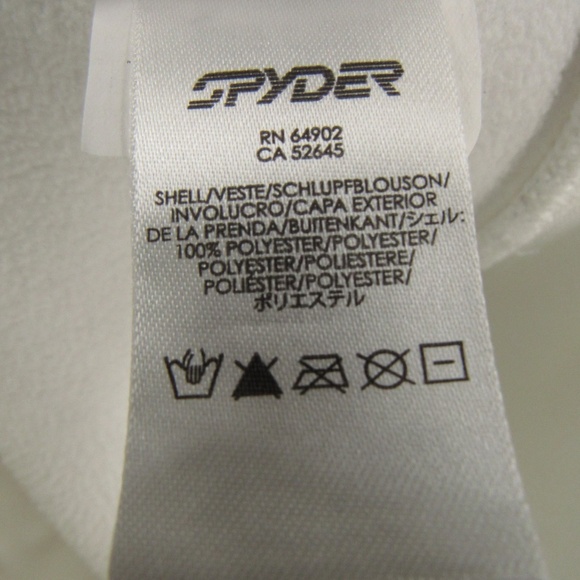 SPYDER
RN 64902
CA 52645
SHELL/VESTE/SCHLUPFBLOUSON/
INVOLUCRO/CAPA EXTERIOR
DE LA PRENDA/BUITENKANT/シェル:
100% POLYESTER/POLYESTER/
POLYESTER/POLIESTERE/
POLIÉSTER/POLYESTER/
ポリエステル